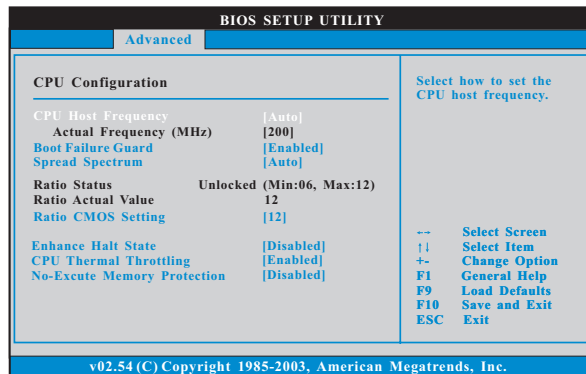 BIOS SETUP UTILITY
Advanced
CPU Configuration
CPU Host Frequency [Auto]
Actual Frequency (MHz) [200]
Boot Failure Guard [Enabled]
Spread Spectrum [Auto]
Ratio Status Unlocked (Min:06, Max:12)
Ratio Actual Value 12
Ratio CMOS Setting [12]
Enhance Halt State [Disabled]
CPU Thermal Throttling [Enabled]
No-Excute Memory Protection [Disabled]
Select how to set the
CPU host frequency.
←→ Select Screen
↑↓ Select Item
+- Change Option
F1 General Help
F9 Load Defaults
F10 Save and Exit
ESC Exit
v02.54 (C) Copyright 1985-2003, American Megatrends, Inc.